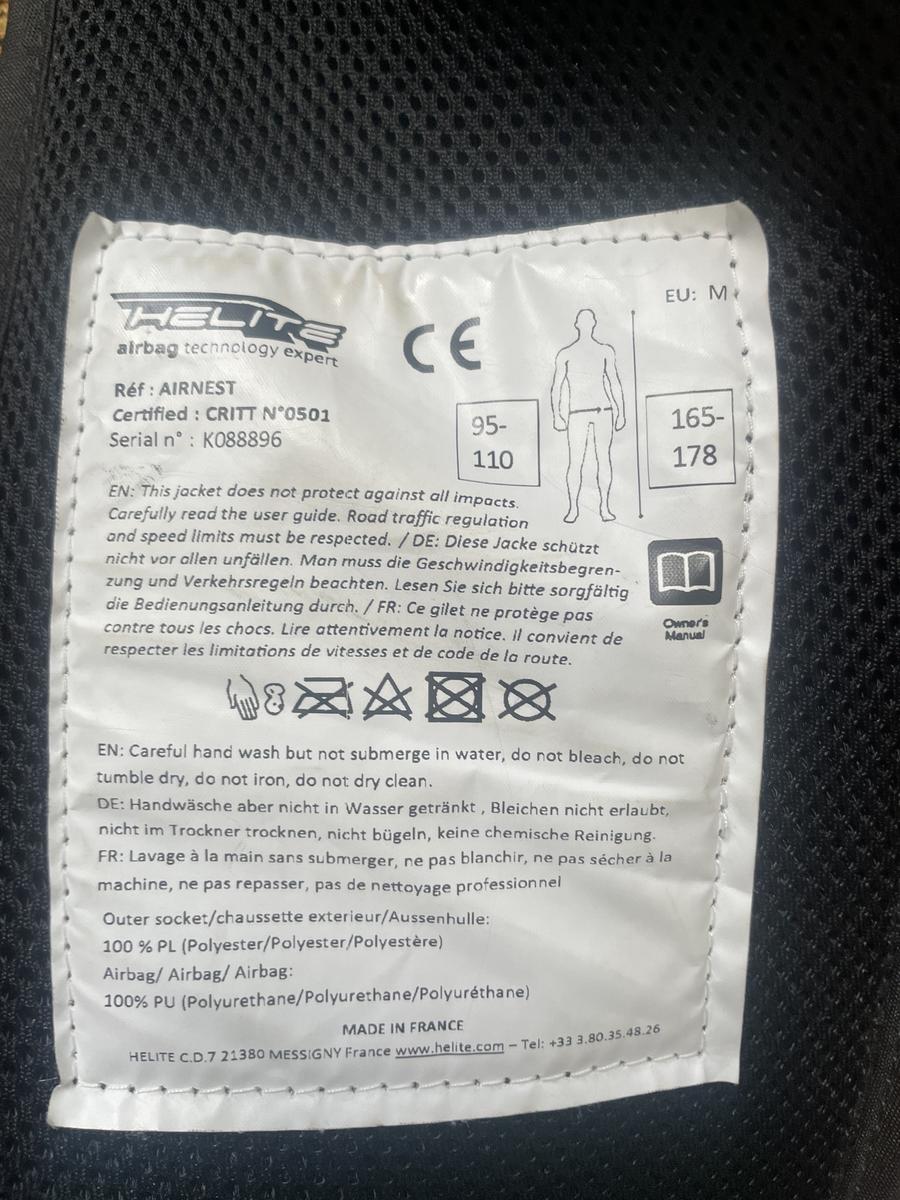 HELITE
airbag technology expert
CE
EU: M
Réf : AIRNEST
Certified : CRITT N°0501
Serial n° : K088896
95-
110
165-
178
EN: This jacket does not protect against all impacts.
Carefully read the user guide. Road traffic regulation
and speed limits must be respected. / DE: Diese Jacke schützt
nicht vor allen unfällen. Man muss die Geschwindigkeitsbegren-
zung und Verkehrsregeln beachten. Lesen Sie sich bitte sorgfältig
die Bedienungsanleitung durch. / FR: Ce gilet ne protège pas
contre tous les chocs. Lire attentivement la notice. Il convient de
respecter les limitations de vitesses et de code de la route.
Owner's
Manual
EN: Careful hand wash but not submerge in water, do not bleach, do not
tumble dry, do not iron, do not dry clean.
DE: Handwäsche aber nicht in Wasser getränkt , Bleichen nicht erlaubt,
nicht im Trockner trocknen, nicht bügeln, keine chemische Reinigung.
FR: Lavage à la main sans submerger, ne pas blanchir, ne pas sécher à la
machine, ne pas repasser, pas de nettoyage professionnel
Outer socket/chaussette exterieur/Aussenhulle:
100 % PL (Polyester/Polyester/Polyestère)
Airbag/ Airbag/ Airbag:
100% PU (Polyurethane/Polyurethane/Polyuréthane)
MADE IN FRANCE
HELITE C.D.7 21380 MESSIGNY France www.helite.com – Tel: +33 3.80.35.48.26